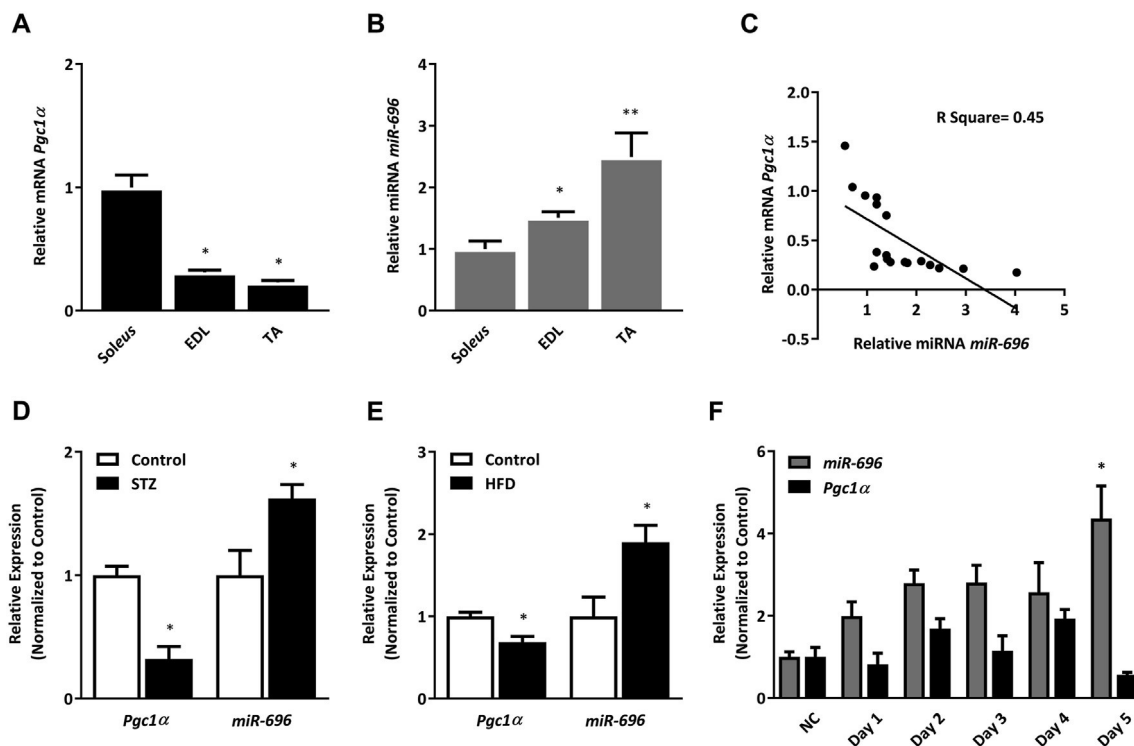 A
Relative mRNA Pgc1α
2
1
0
*
*
Soleus
EDL
TA
B
Relative miRNA miR-696
4
3
2
1
0
*
**
Soleus
EDL
TA
C
Relative mRNA Pgc1α
2.0
1.5
1.0
0.5
0.0
-0.5
R Square= 0.45
1 2 3 4 5
Relative miRNA miR-696
D
Relative Expression
(Normalized to Control)
2
1
0
Control
STZ
*
*
Pgc1α
miR-696
E
Relative Expression
(Normalized to Control)
3
2
1
0
Control
HFD
*
*
Pgc1α
miR-696
F
Relative Expression
(Normalized to Control)
6
4
2
0
miR-696
Pgc1α
*
NC
Day 1
Day 2
Day 3
Day 4
Day 5